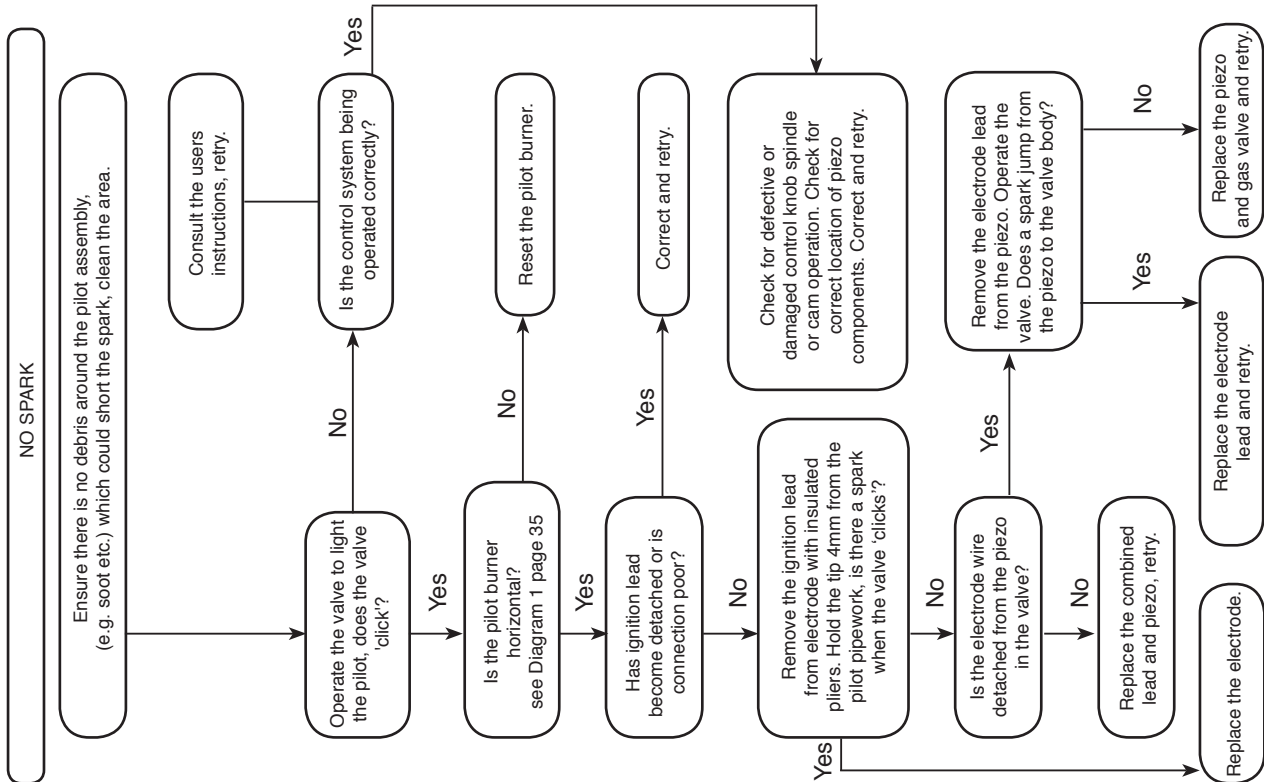 NO SPARK
Ensure there is no debris around the pilot assembly,
(e.g. soot etc.) which could short the spark, clean the area.
Operate the valve to light
the pilot, does the valve
'click'?
No
Is the control system being
operated correctly?
Consult the users
instructions, retry.
Yes
Check for defective or
damaged control knob spindle
or cam operation. Check for
correct location of piezo
components. Correct and retry.
Yes
Is the pilot burner
horizontal?
see Diagram 1 page 35
No
Reset the pilot burner.
Yes
Has ignition lead
become detached or is
connection poor?
Yes
Correct and retry.
No
Remove the ignition lead
from electrode with insulated
pliers. Hold the tip 4mm from the
pilot pipework, is there a spark
when the valve 'clicks'?
Yes
Replace the electrode.
No
Is the electrode wire
detached from the piezo
in the valve?
No
Replace the combined
lead and piezo, retry.
Yes
Remove the electrode lead
from the piezo. Operate the
valve. Does a spark jump from
the piezo to the valve body?
Yes
Replace the electrode
lead and retry.
No
Replace the piezo
and gas valve and retry.